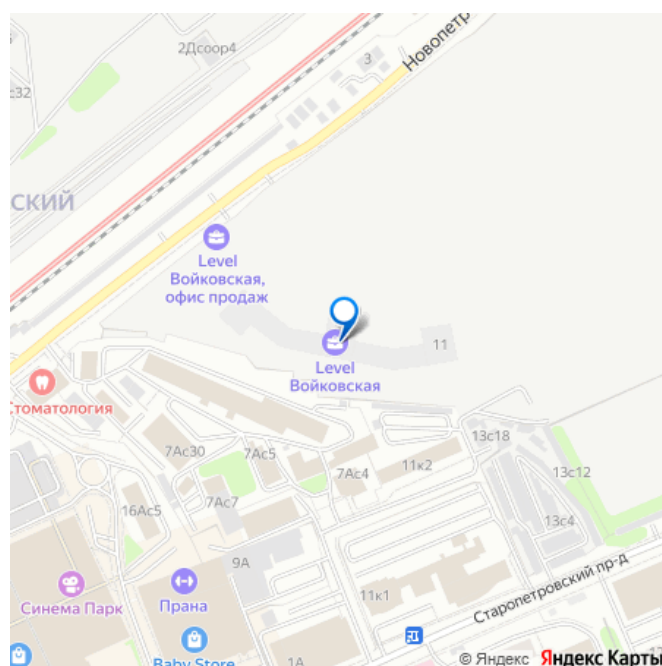 2Дсоор4
3
Новопетр
с32
СКИЙ
Level
Войковская,
офис продаж
11
Level
Войковская
Стоматология
13с18
7Ас30
7Ас5
7Ас4
11к2
13с12
7Ас7
16Ас5
13с4
9А
11к1
Старопетровский пр-д
Синема Парк
Прана
Baby Store
1А
© Яндекс Яндекс Карты